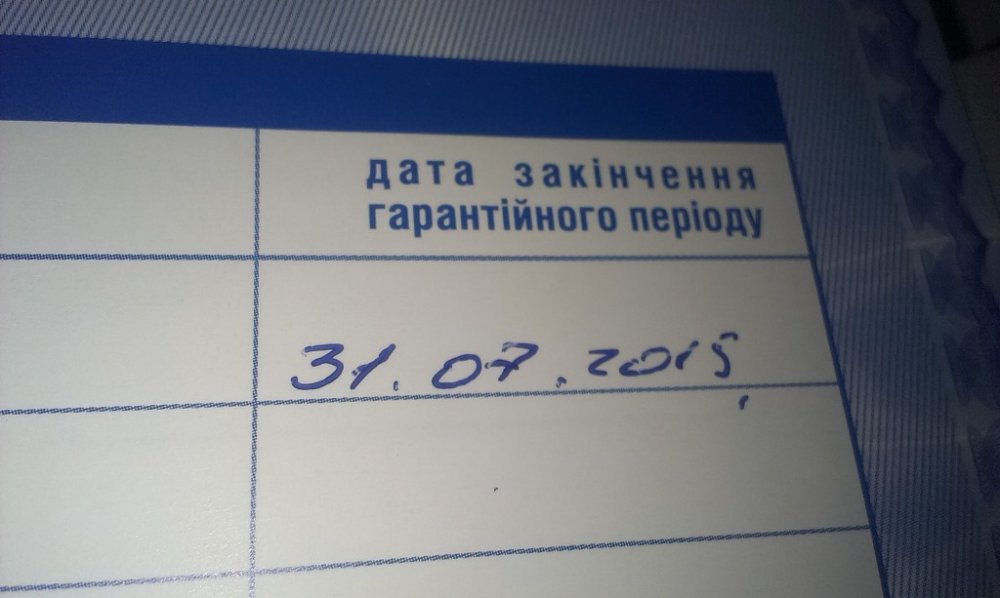 дата закінчення
гарантійного періоду
31.07.2015